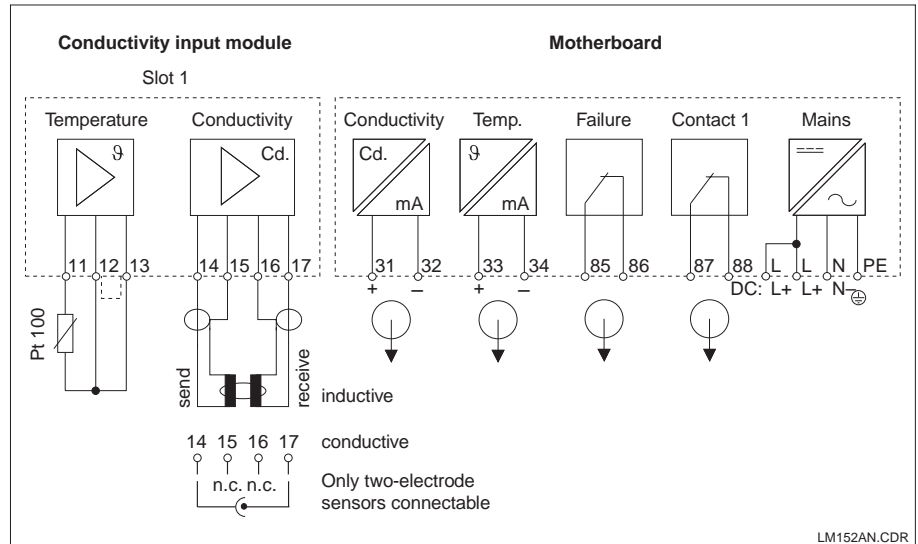 Conductivity input module Motherboard
Slot 1
Temperature Conductivity Conductivity Temp. Failure Contact 1 Mains
ϑ Cd. Cd. ϑ
mA mA
11 12 13 14 15 16 17 31 32 33 34 85 86 87 88 L L N PE
+ – + – DC: L+ L+ N–
Pt 100
send
receive
inductive
14 15 16 17 conductive
n.c. n.c. Only two-electrode
sensors connectable
LM152AN.CDR